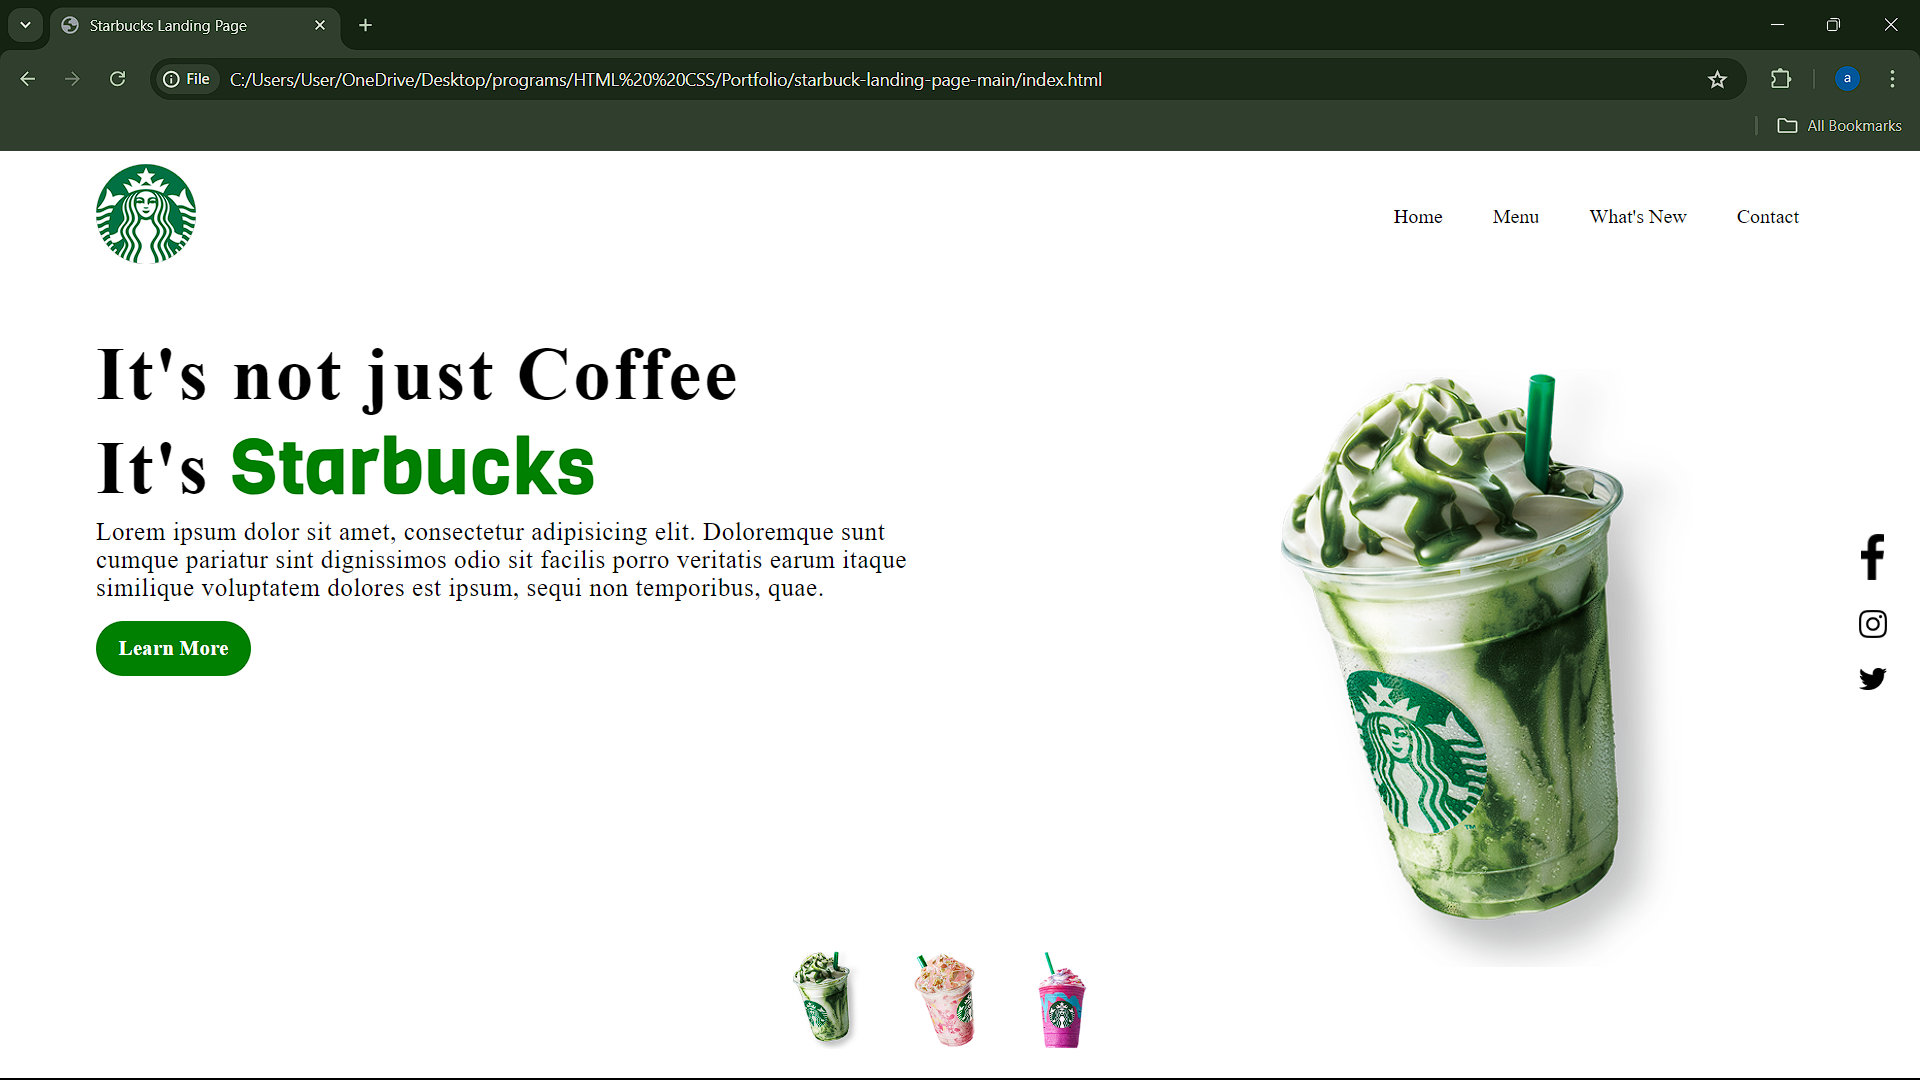 Starbucks Landing Page
File
C:/Users/User/OneDrive/Desktop/programs/HTML%20%20CSS/Portfolio/starbuck-landing-page-main/index.html
a
All Bookmarks
Home Menu What's New Contact
It's not just Coffee
It's Starbucks
Lorem ipsum dolor sit amet, consectetur adipisicing elit. Doloremque sunt
cumque pariatur sint dignissimos odio sit facilis porro veritatis earum itaque
similique voluptatem dolores est ipsum, sequi non temporibus, quae.
Learn More
TM